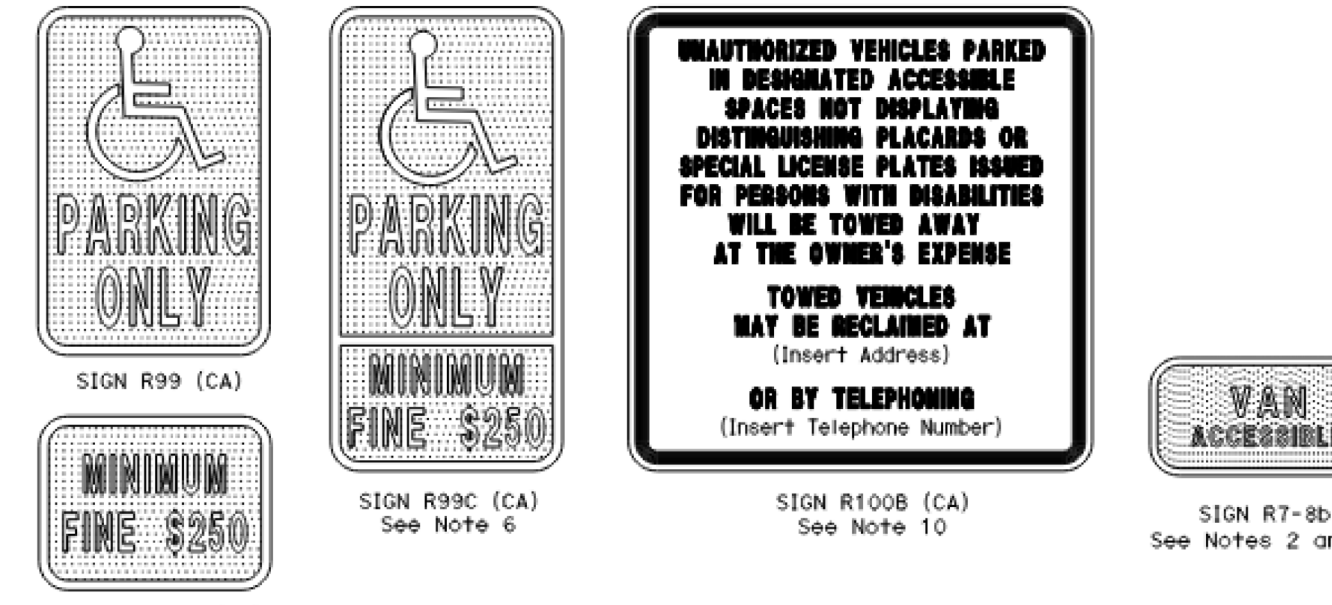 PARKING
ONLY
SIGN R99 (CA)
MINIMUM
FINE $250
PARKING
ONLY
MINIMUM
FINE $250
SIGN R99C (CA)
See Note 6
UNAUTHORIZED VEHICLES PARKED
IN DESIGNATED ACCESSIBLE
SPACES NOT DISPLAYING
DISTINGUISHING PLACARDS OR
SPECIAL LICENSE PLATES ISSUED
FOR PERSONS WITH DISABILITIES
WILL BE TOWED AWAY
AT THE OWNER'S EXPENSE
TOWED VEHICLES
MAY BE RECLAIMED AT
(Insert Address)
OR BY TELEPHONING
(Insert Telephone Number)
SIGN R100B (CA)
See Note 10
VAN
ACCESSIBL
SIGN R7-8b
See Notes 2